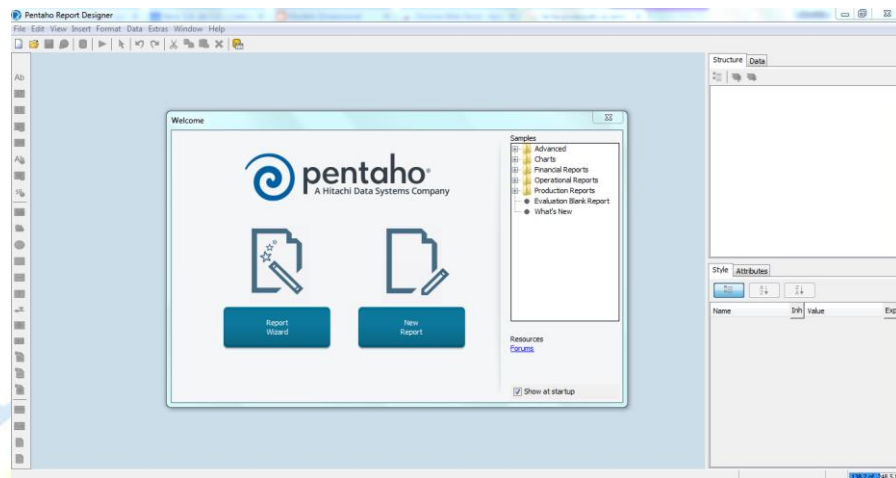 Pentaho Report Designer
File Edit View Insert Format Data Extras Window Help
Structure Data
Ab
Welcome
Samples
Advanced
Charts
Financial Reports
Operational Reports
Production Reports
Evaluation Blank Report
What's New
pentaho
A Hitachi Data Systems Company
Report
Wizard
New
Report
Resources
Forums
Show at startup
Style Attributes
Name Inh Value Exp